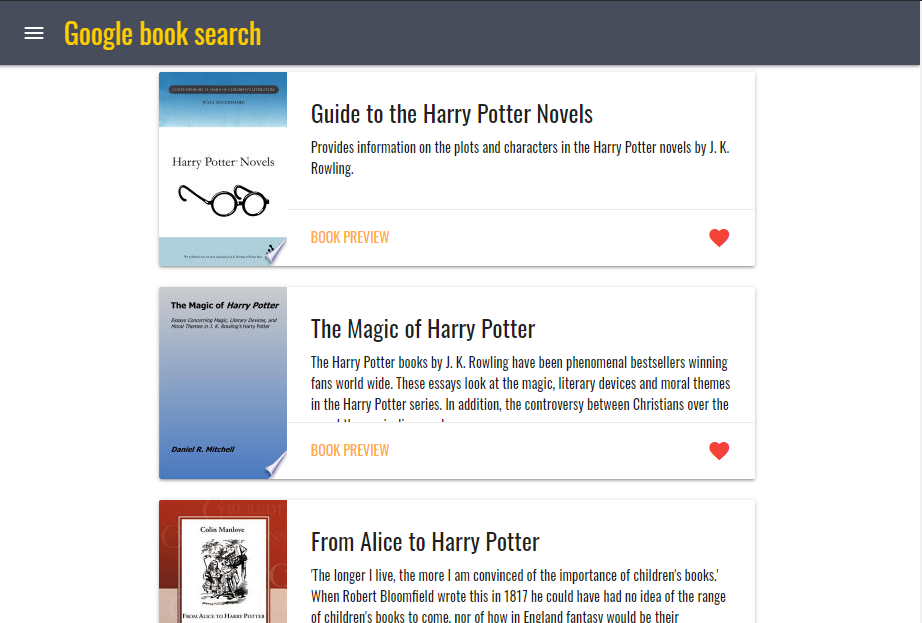 Google book search
CONTEMPORARY CLASSICS OF CHILDREN'S LITERATURE
Harry Potter Novels
Guide to the Harry Potter Novels
Provides information on the plots and characters in the Harry Potter novels by J. K.
Rowling.
BOOK PREVIEW
The Magic of Harry Potter
Essays Concerning Magic, Literary Devices, and
Moral Themes in J. K. Rowling's Harry Potter
Daniel R. Mitchell
The Magic of Harry Potter
The Harry Potter books by J. K. Rowling have been phenomenal bestsellers winning
fans world wide. These essays look at the magic, literary devices and moral themes
in the Harry Potter series. In addition, the controversy between Christians over the
BOOK PREVIEW
Colin Manlove
FROM ALICE TO HARRY POTTER
From Alice to Harry Potter
'The longer I live, the more I am convinced of the importance of children's books.'
When Robert Bloomfield wrote this in 1817 he could have had no idea of the range
of children's books to come, nor of how in England fantasy would be their